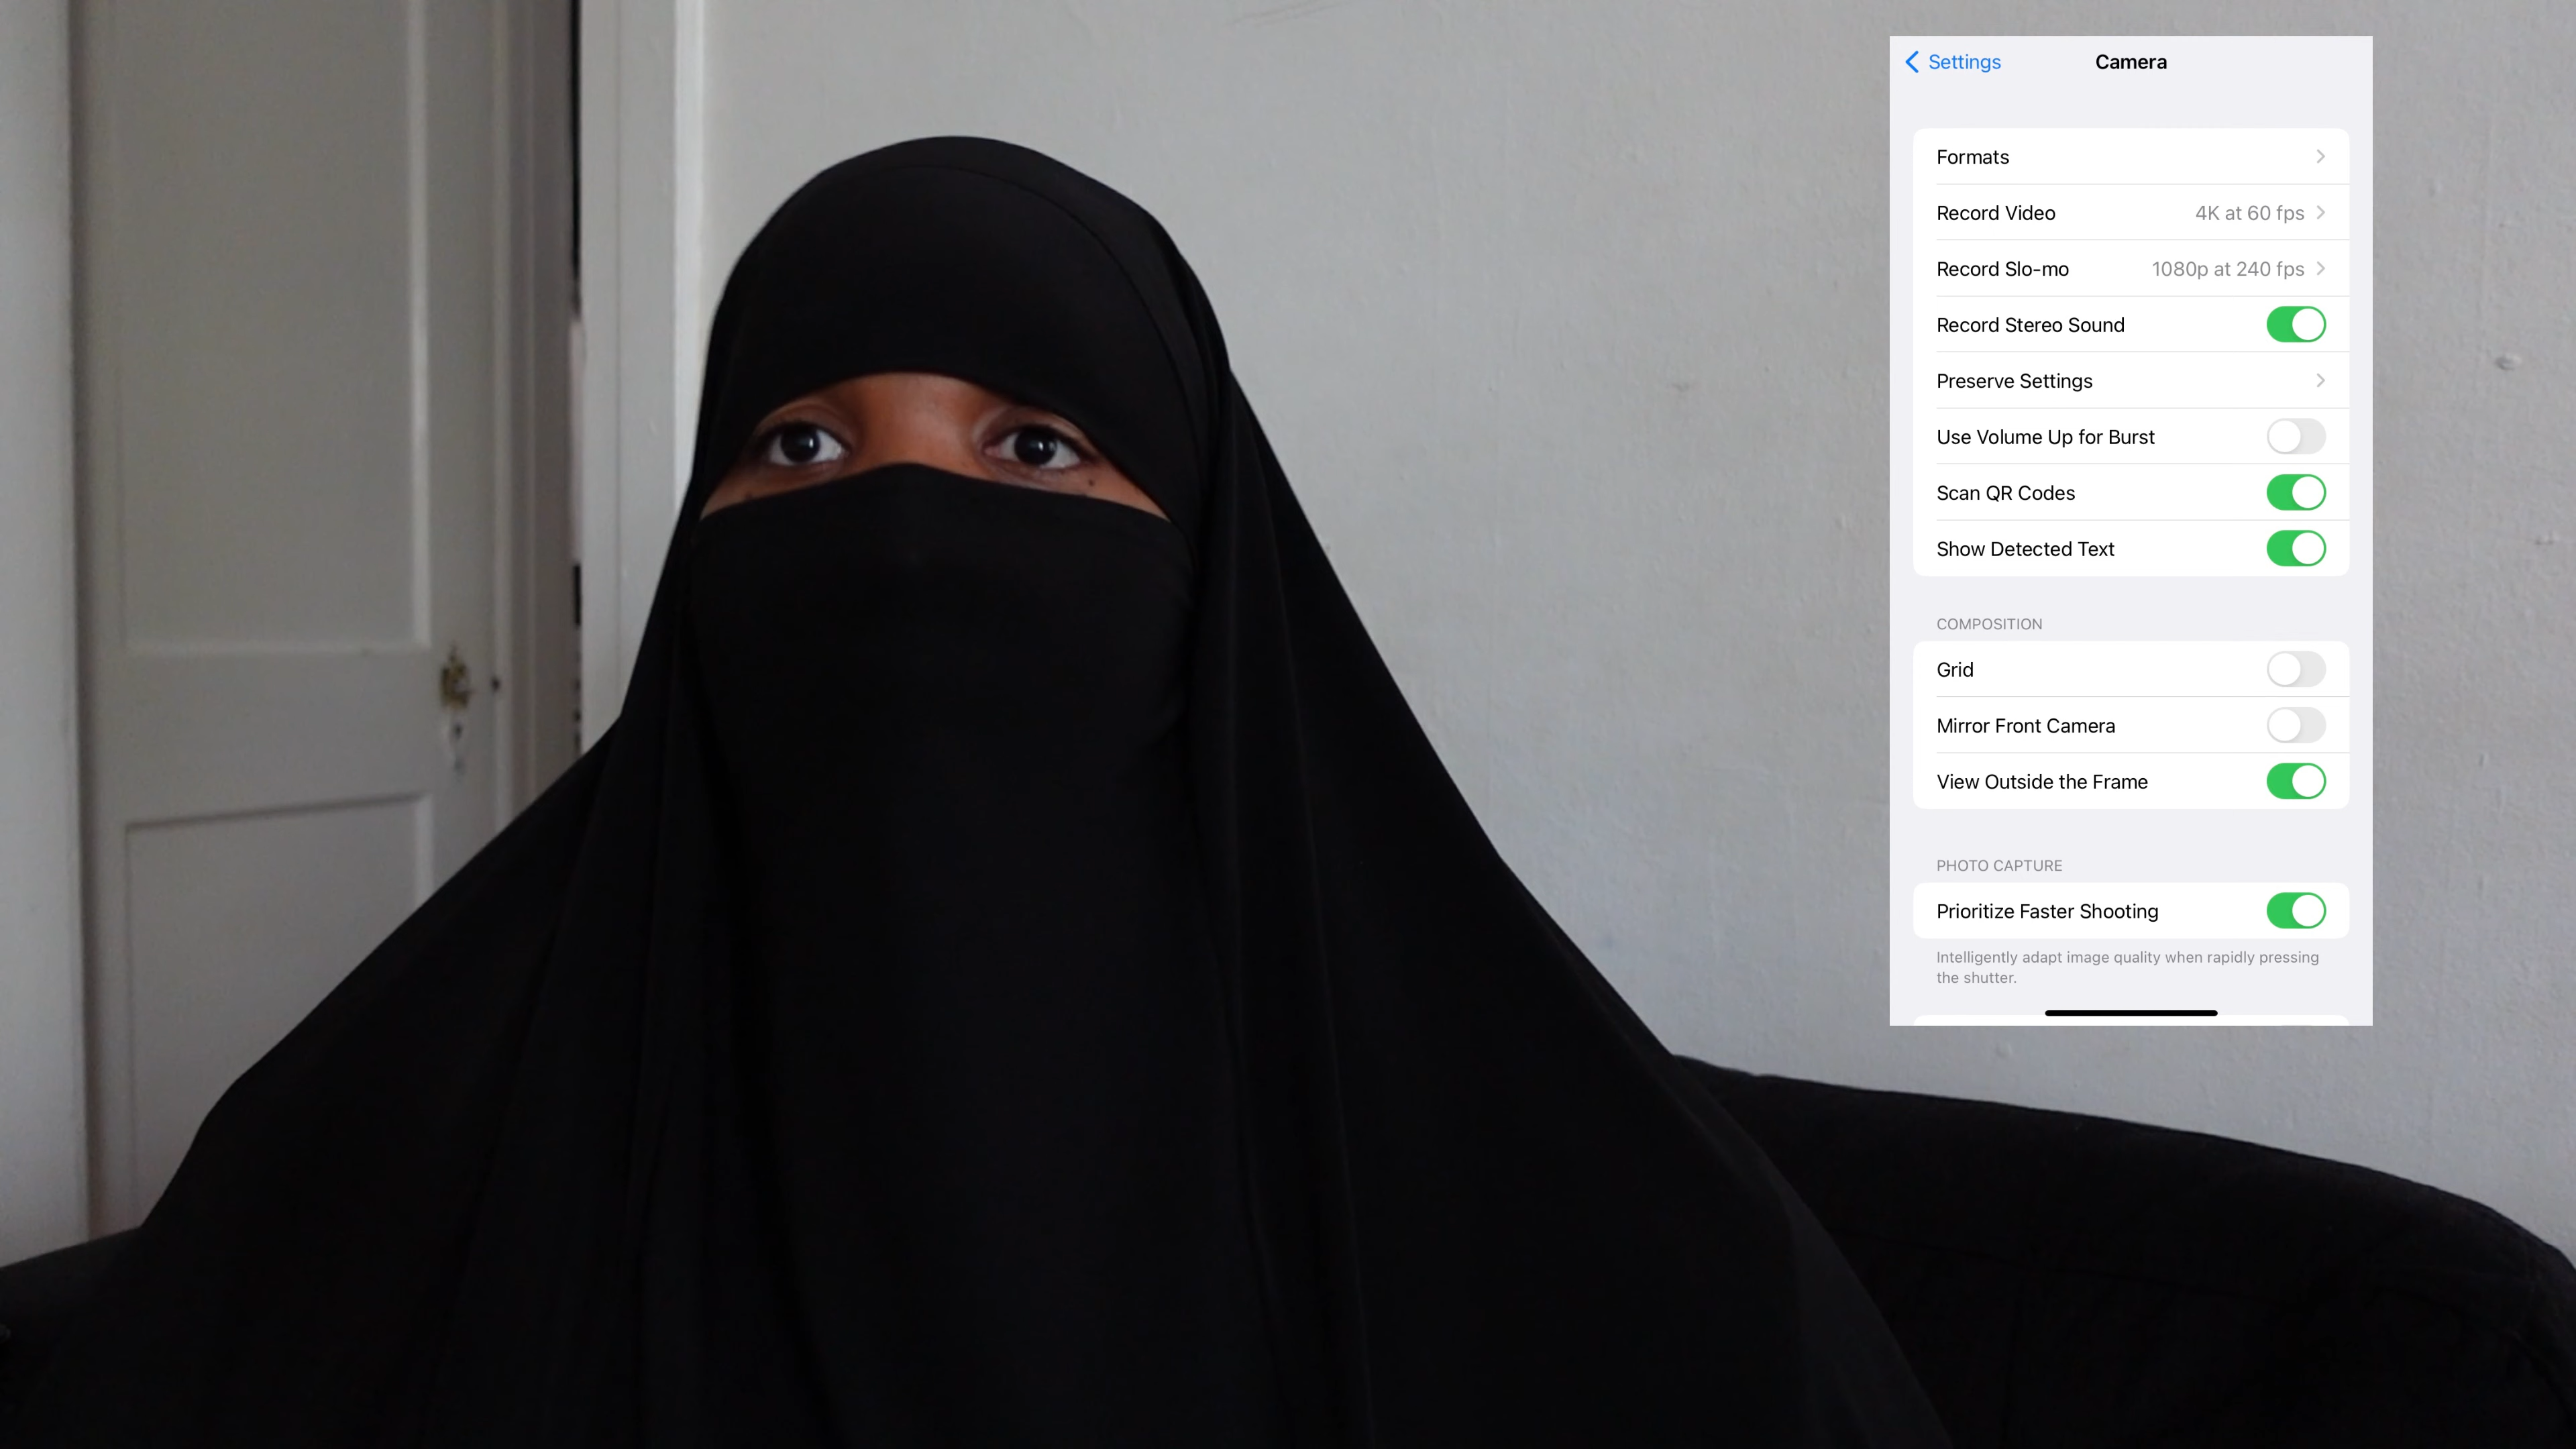 Settings
Camera
Formats
Record Video 4K at 60 fps
Record Slo-mo 1080p at 240 fps
Record Stereo Sound
Preserve Settings
Use Volume Up for Burst
Scan QR Codes
Show Detected Text
COMPOSITION
Grid
Mirror Front Camera
View Outside the Frame
PHOTO CAPTURE
Prioritize Faster Shooting
Intelligently adapt image quality when rapidly pressing
the shutter.